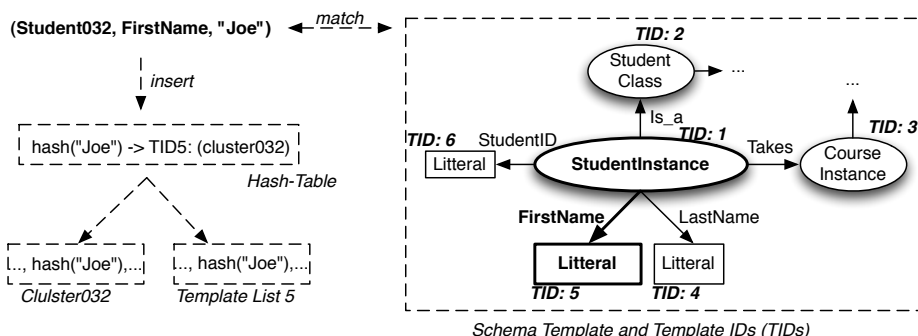 (Student032, FirstName, "Joe")
match
insert
hash("Joe") -> TID5: (cluster032)
Hash-Table
..., hash("Joe"),...
Clulster032
..., hash("Joe"),...
Template List 5
TID: 2
Student
Class
...
...
Is_a
TID: 1
TID: 3
TID: 6
StudentID
Litteral
StudentInstance
Takes
Course
Instance
FirstName
LastName
Litteral
Litteral
TID: 5
TID: 4
Schema Template and Template IDs (TIDs)